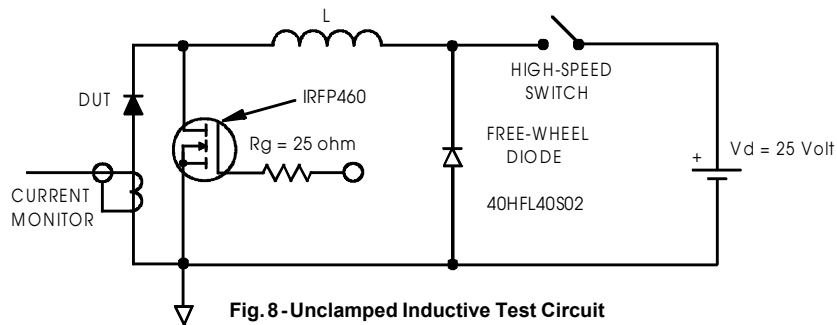 L
HIGH-SPEED
SWITCH
DUT
IRFP460
Rg = 25 ohm
FREE-WHEEL
DIODE
40HFL40S02
+
Vd = 25 Volt
CURRENT
MONITOR
Fig. 8 - Unclamped Inductive Test Circuit